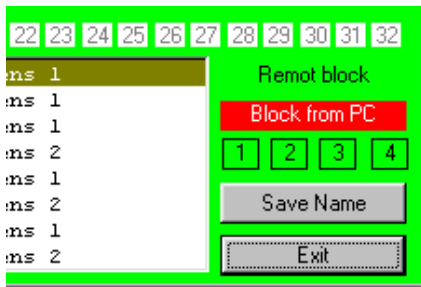 22 23 24 25 26 27 28 29 30 31 32
ens 1
ens 1
ens 1
ens 2
ens 1
ens 2
ens 1
ens 2
Remot block
Block from PC
1 2 3 4
Save Name
Exit